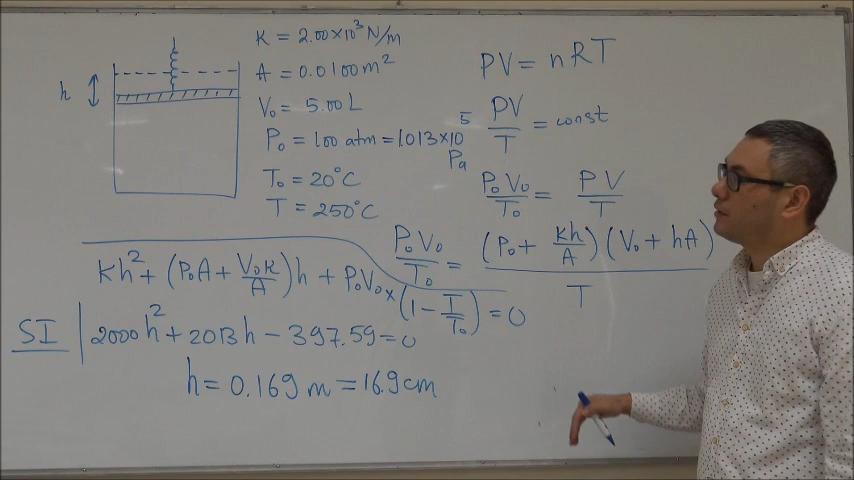 h
K = 2.00×10³ N/m
A = 0.0100 m²
V₀ = 5.00 L
P₀ = 1.00 atm = 1.013×10⁵ Pa
T₀ = 20°C
T = 250°C
PV = nRT
PV/T = const
P₀V₀/T₀ = PV/T
P₀V₀/T₀ = (P₀ + kh/A)(V₀ + hA)/T
Kh² + (P₀A + V₀K/A)h + P₀V₀ × (1 − T/T₀) = 0
SI | 2000h² + 2013h − 397.59 = 0
h = 0.169 m = 16.9 cm